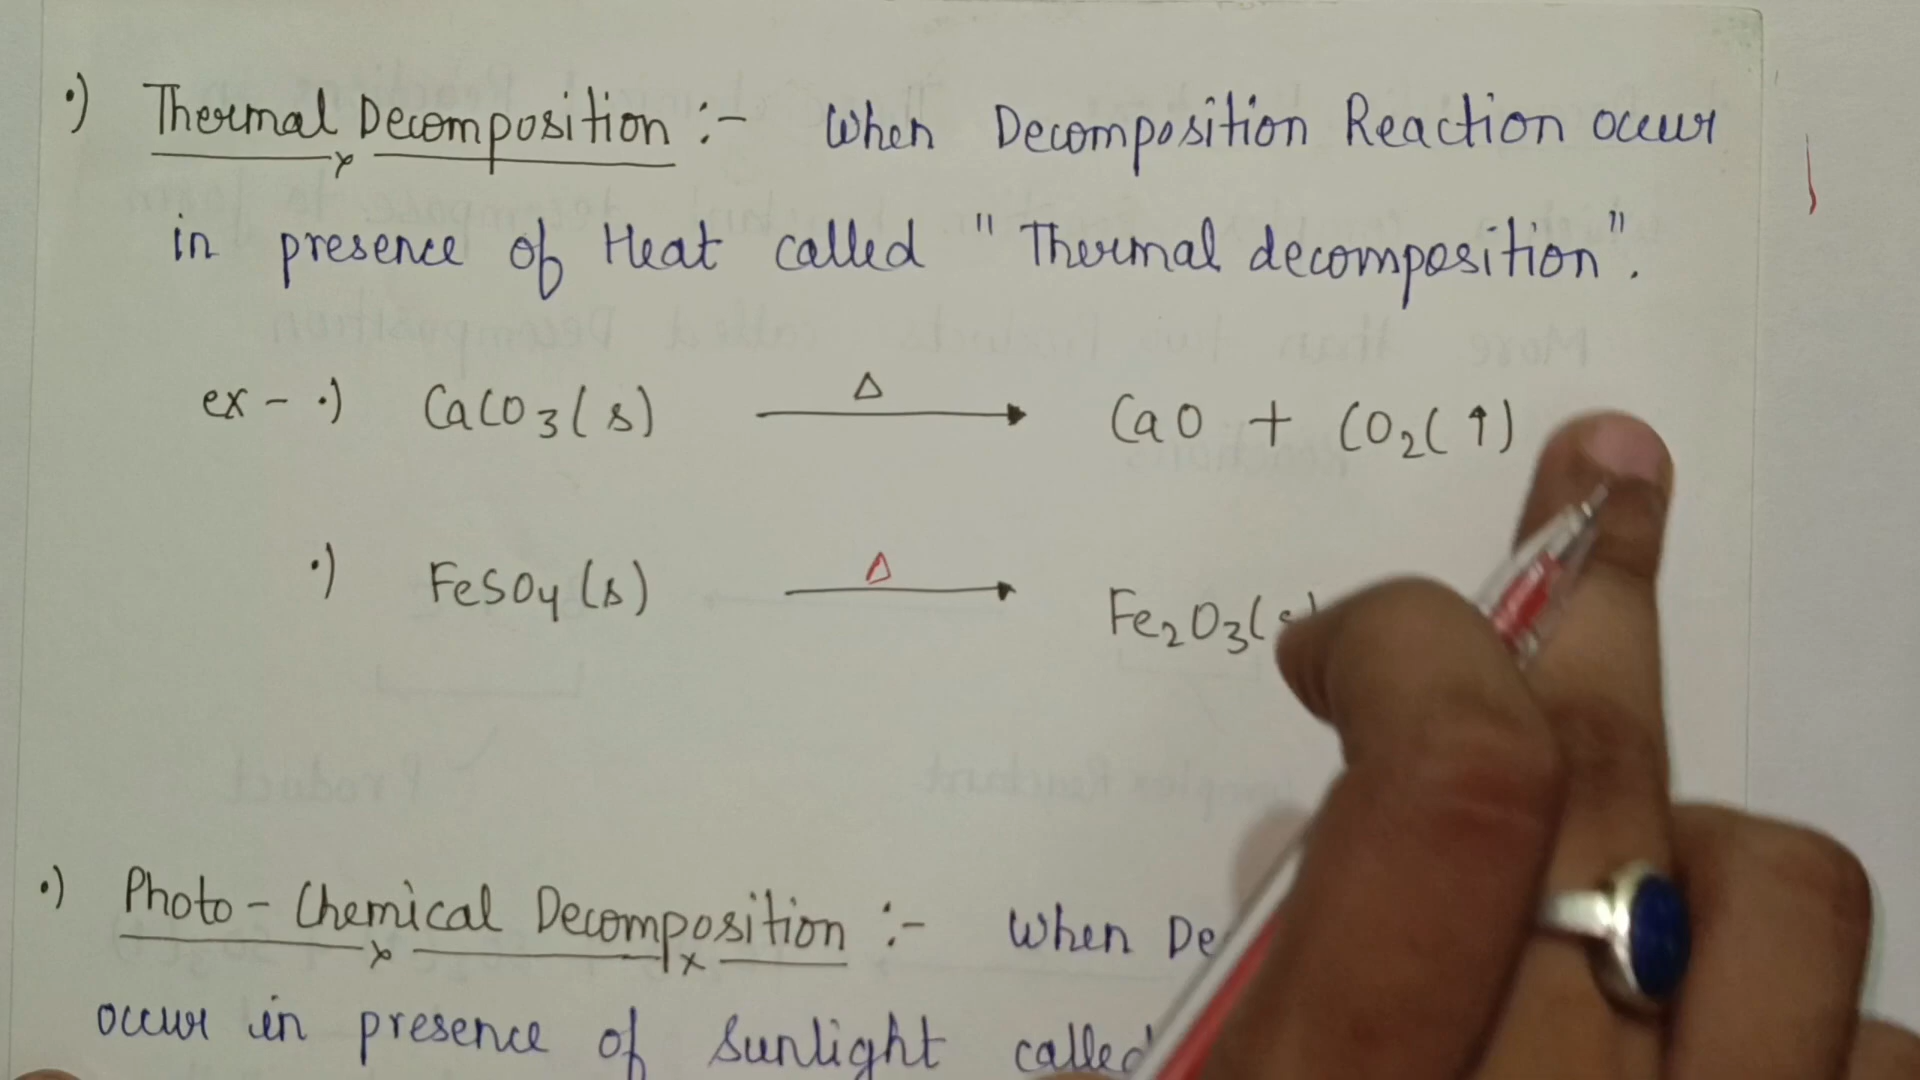 •) Thermal Decomposition :- When Decomposition Reaction occur
in presence of Heat called "Thermal decomposition".
ex - •) CaCO3(s) Δ → CaO + CO2(↑)
•) FeSO4(s) Δ → Fe2O3(s)
•) Photo - Chemical Decomposition :- When
occur in presence of Sunlight called